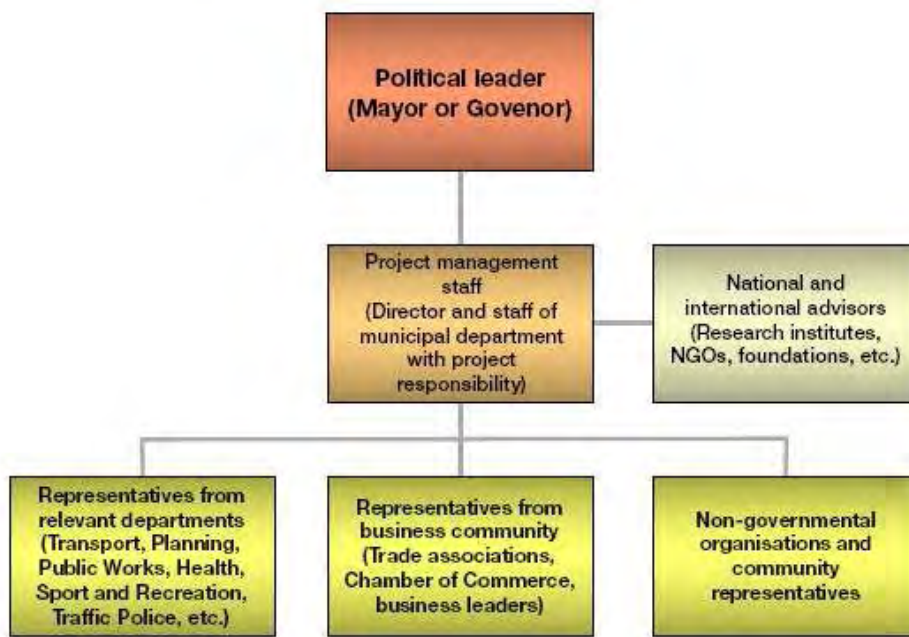 Political leader
(Mayor or Govenor)
Project management
staff
(Director and staff of
municipal department
with project
responsibility)
National and
international advisors
(Research institutes,
NGOs, foundations, etc.)
Representatives from
relevant departments
(Transport, Planning,
Public Works, Health,
Sport and Recreation,
Traffic Police, etc.)
Representatives from
business community
(Trade associations,
Chamber of Commerce,
business leaders)
Non-governmental
organisations and
community
representatives